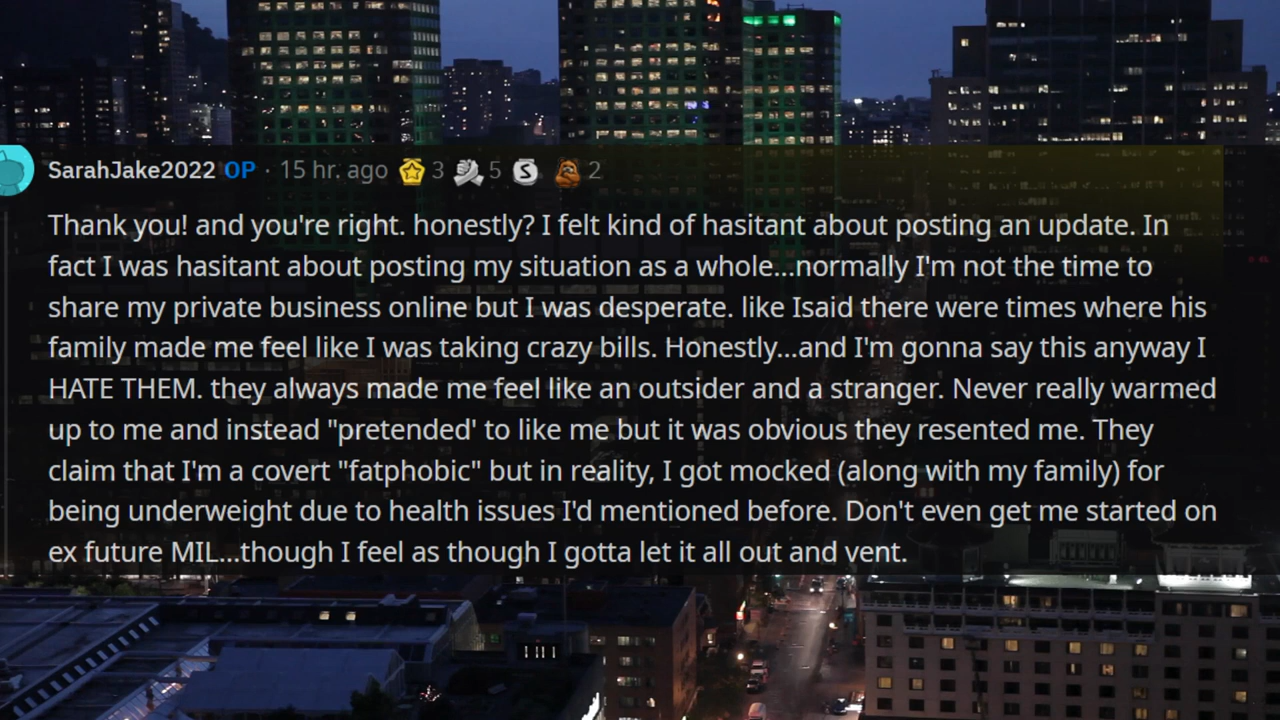 SarahJake2022 OP · 15 hr. ago 3 5 S 2
Thank you! and you're right. honestly? I felt kind of hasitant about posting an update. In
fact I was hasitant about posting my situation as a whole...normally I'm not the time to
share my private business online but I was desperate. like Isaid there were times where his
family made me feel like I was taking crazy bills. Honestly...and I'm gonna say this anyway I
HATE THEM. they always made me feel like an outsider and a stranger. Never really warmed
up to me and instead "pretended' to like me but it was obvious they resented me. They
claim that I'm a covert "fatphobic" but in reality, I got mocked (along with my family) for
being underweight due to health issues I'd mentioned before. Don't even get me started on
ex future MIL...though I feel as though I gotta let it all out and vent.